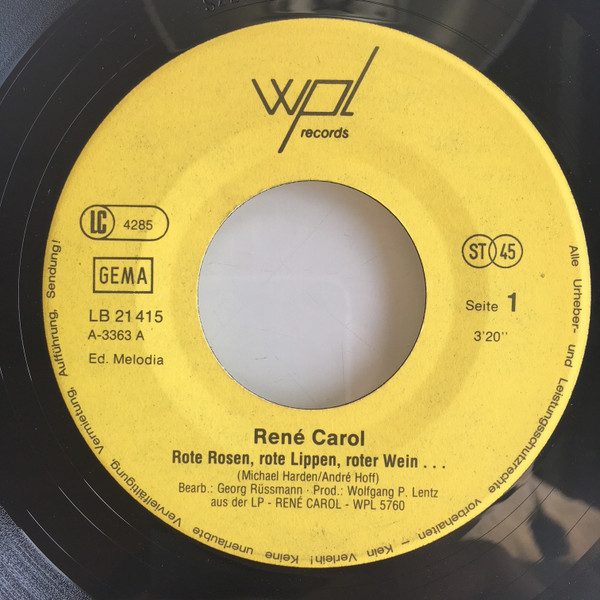 wpl
records
LC 4285
GEMA
LB 21 415
A-3363 A
Ed. Melodia
ST 45
Seite 1
3'20''
René Carol
Rote Rosen, rote Lippen, roter Wein . . .
(Michael Harden/André Hoff)
Bearb.: Georg Rüssmann · Prod.: Wolfgang P. Lentz
aus der LP - RENÉ CAROL - WPL 5760
Alle Urheber- und Leistungsschutzrechte vorbehalten – Kein Verleih! Keine unerlaubte Vervielfältigung, Vermietung, Aufführung, Sendung!